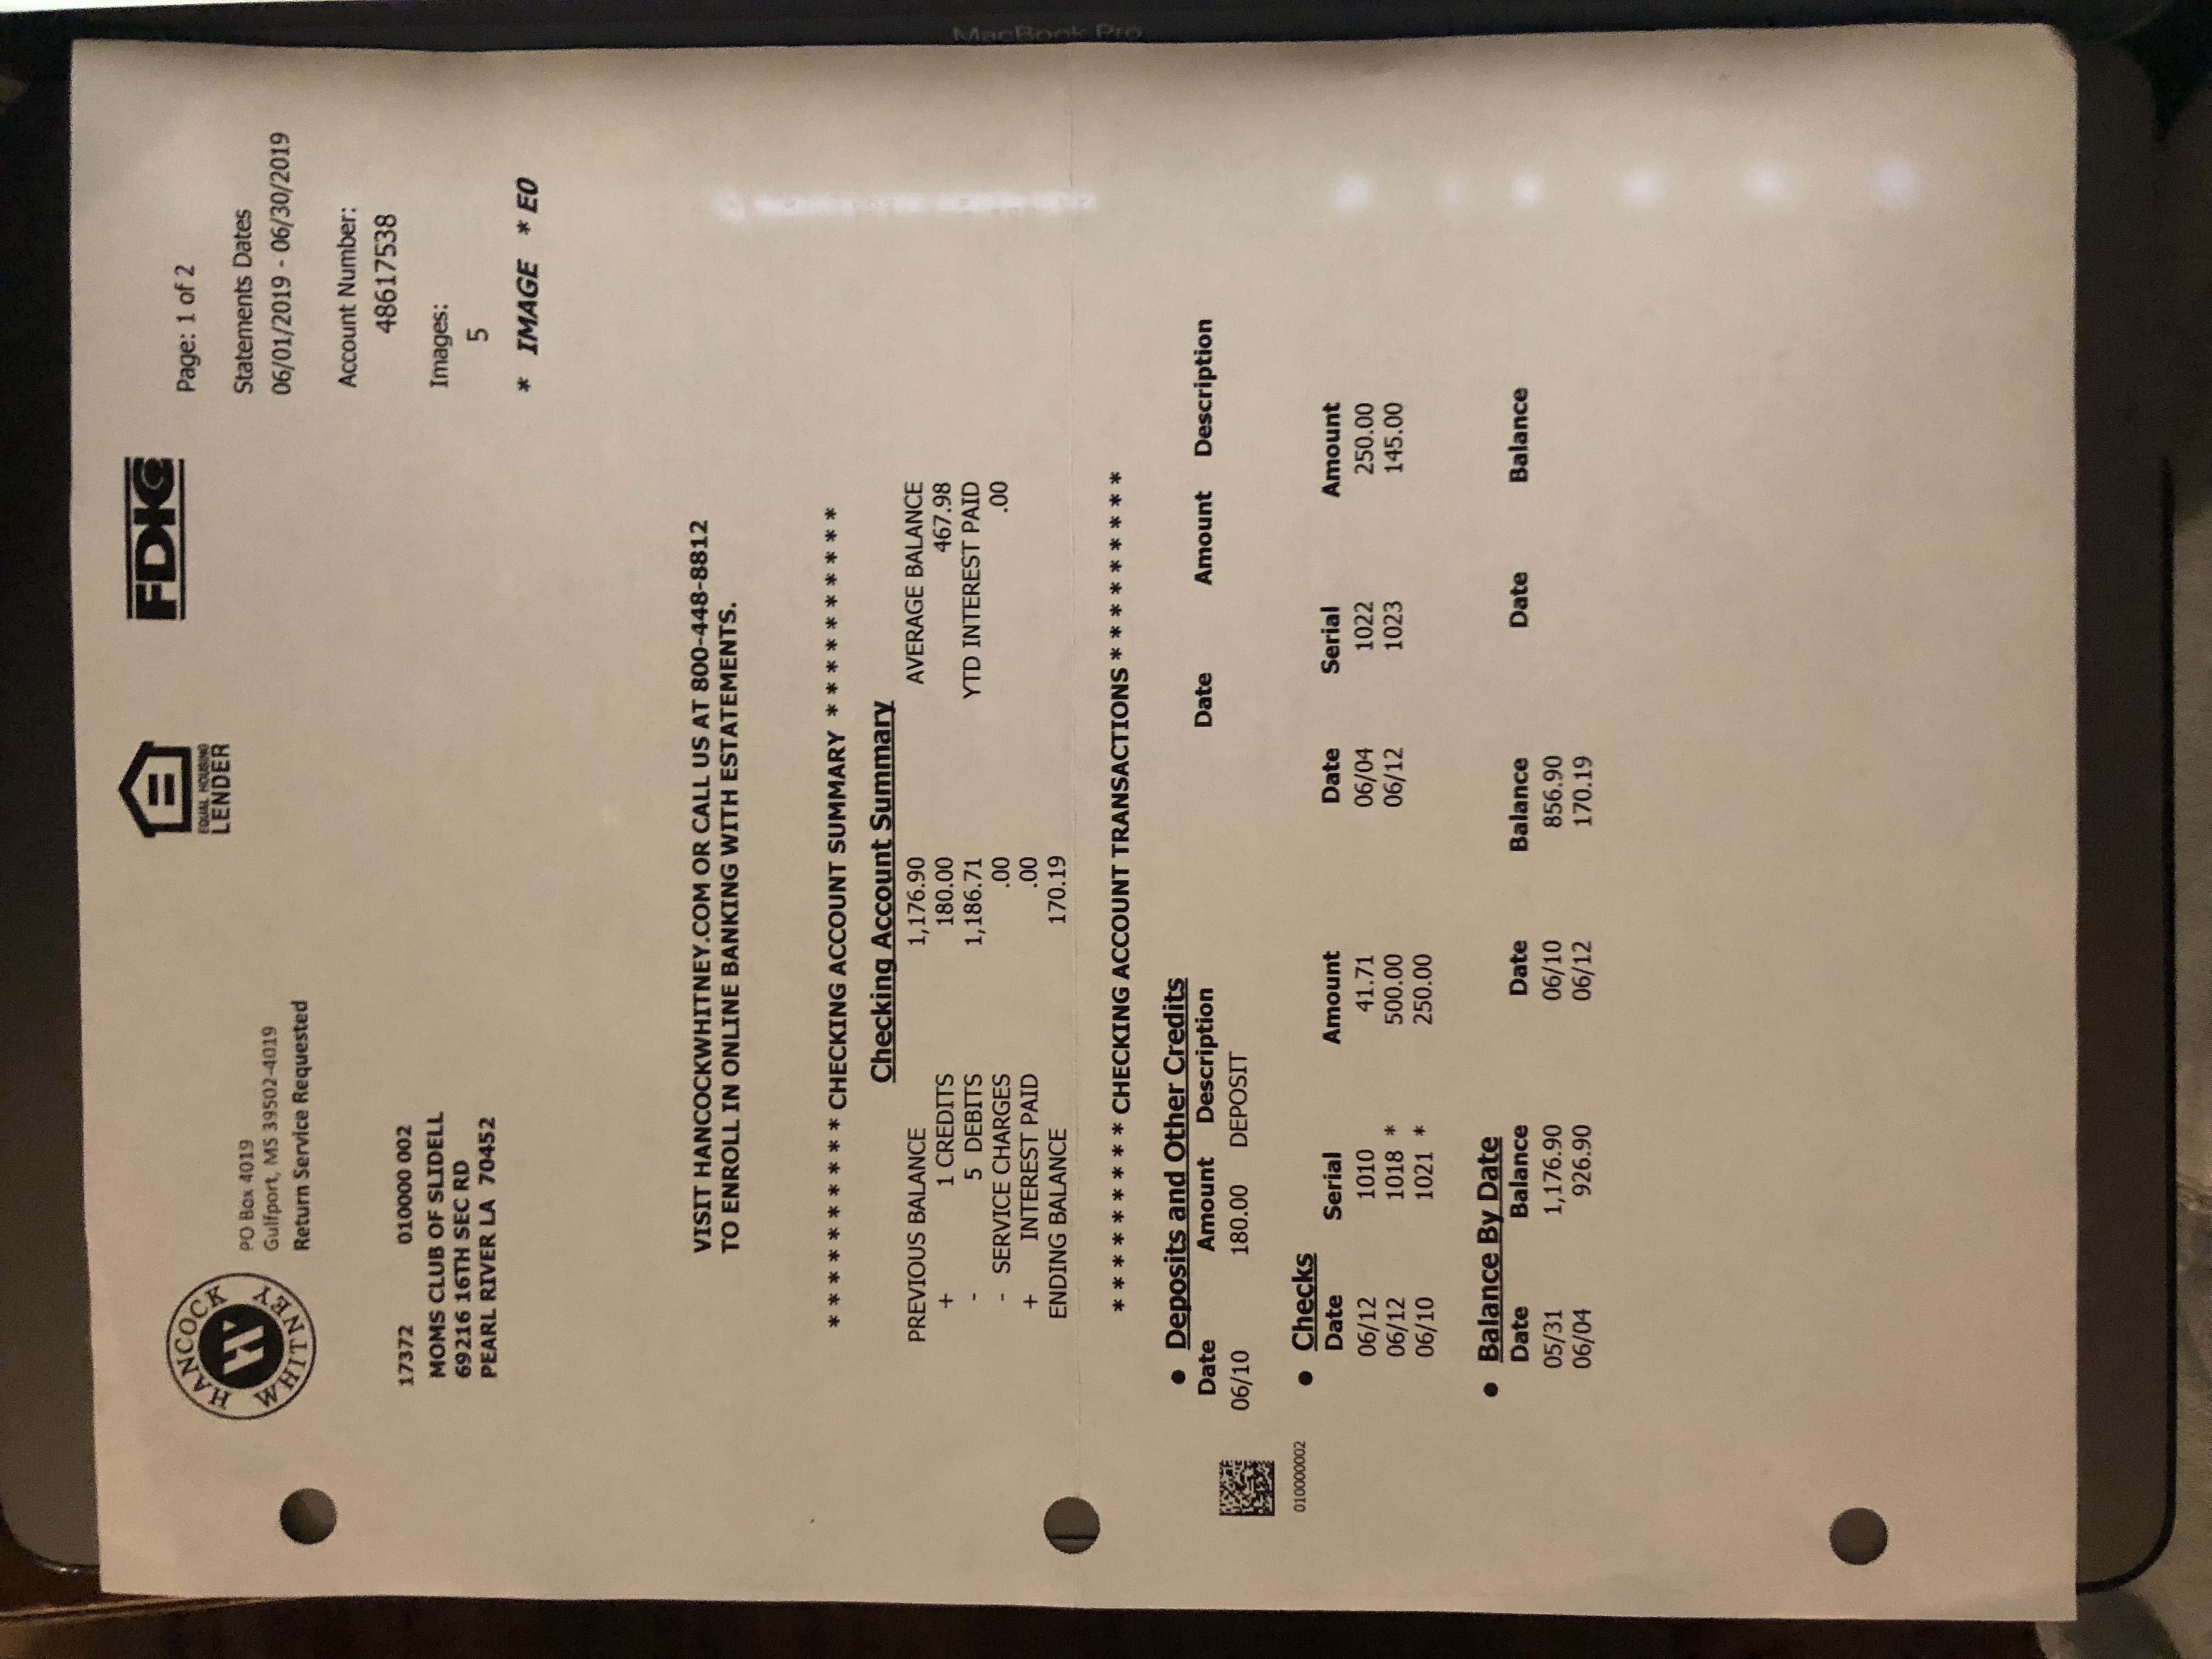 HANCOCK WHITNEY
EQUAL HOUSING
LENDER
FDIC
Page: 1 of 2
PO Box 4019
Gulfport, MS 39502-4019
Return Service Requested
Statements Dates
06/01/2019 - 06/30/2019
Account Number:
48617538
Images:
5
* IMAGE * E0
17372 010000 002
MOMS CLUB OF SLIDELL
69216 16TH SEC RD
PEARL RIVER LA 70452
VISIT HANCOCKWHITNEY.COM OR CALL US AT 800-448-8812
TO ENROLL IN ONLINE BANKING WITH ESTATEMENTS.
* * * * * * * * * * CHECKING ACCOUNT SUMMARY * * * * * * * * * *
Checking Account Summary
PREVIOUS BALANCE 1,176.90 AVERAGE BALANCE
+ 1 CREDITS 180.00 467.98
- 5 DEBITS 1,186.71 YTD INTEREST PAID
- SERVICE CHARGES .00 .00
+ INTEREST PAID .00
ENDING BALANCE 170.19
* * * * * * * * * CHECKING ACCOUNT TRANSACTIONS * * * * * * * * *
● Deposits and Other Credits
Date Amount Description Date Amount Description
06/10 180.00 DEPOSIT
010000002
● Checks
Date Serial Amount Date Serial Amount
06/12 1010 41.71 06/04 1022 250.00
06/12 1018 * 500.00 06/12 1023 145.00
06/10 1021 * 250.00
● Balance By Date
Date Balance Date Balance Date Balance
05/31 1,176.90 06/10 856.90
06/04 926.90 06/12 170.19
MacBook Pro